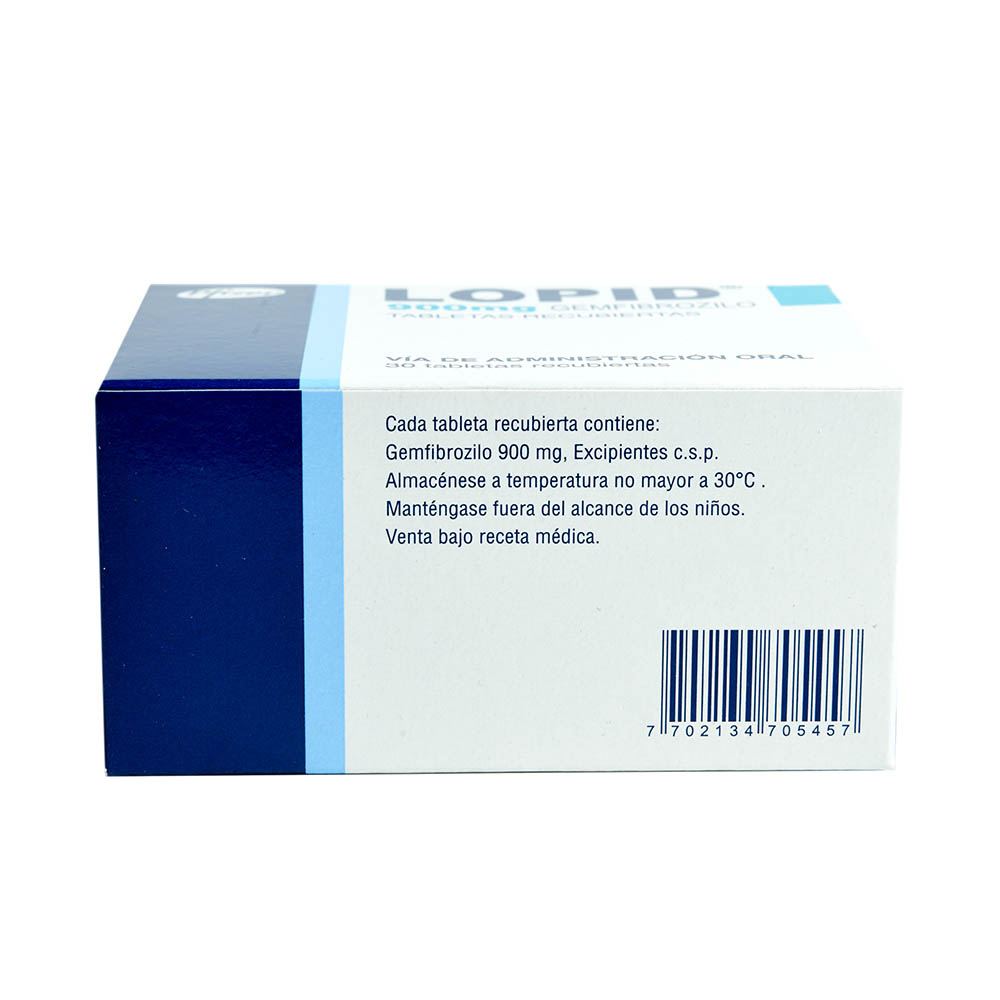 Pfizer
LOPID™
900mg GEMFIBROZILO
TABLETAS RECUBIERTAS
VÍA DE ADMINISTRACIÓN ORAL
30 tabletas recubiertas
Cada tableta recubierta contiene:
Gemfibrozilo 900 mg, Excipientes c.s.p.
Almacénese a temperatura no mayor a 30°C .
Manténgase fuera del alcance de los niños.
Venta bajo receta médica.
7 702134 705457